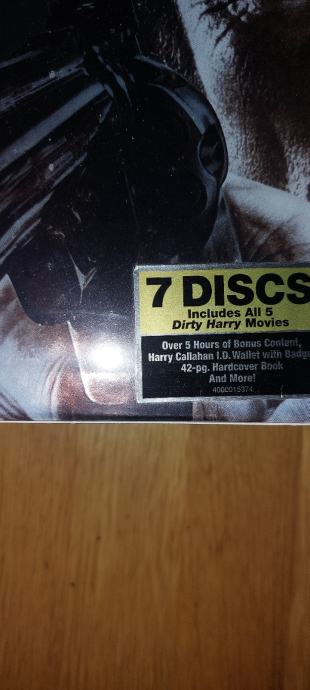 7 DISCS
Includes All 5
Dirty Harry Movies
Over 5 Hours of Bonus Content,
Harry Callahan I.D. Wallet with Badge
42-pg. Hardcover Book
And More!
4000015374